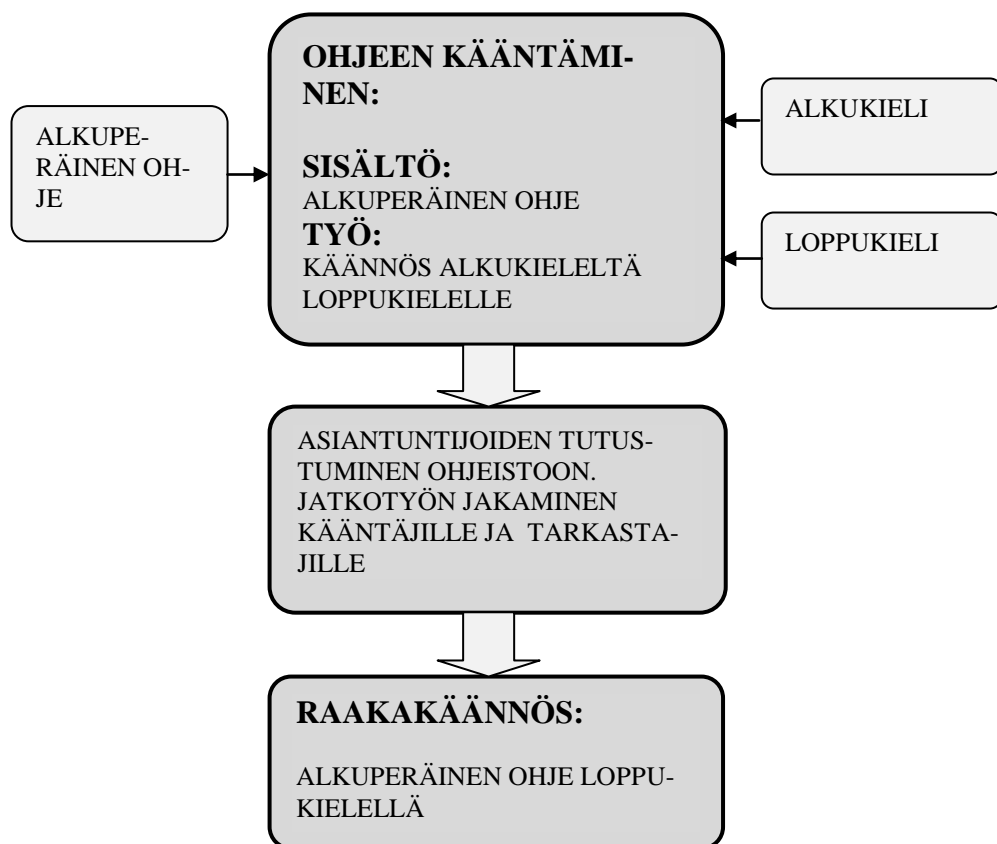 OHJEEN KÄÄNTÄMI-
NEN:
SISÄLTÖ:
ALKUPERÄINEN OHJE
TYÖ:
KÄÄNNÖS ALKUKIELELTÄ
LOPPUKIELELLE
ALKUPE-
RÄINEN OH-
JE
ALKUKIELI
LOPPUKIELI
ASIANTUNTIJOIDEN TUTUS-
TUMINEN OHJEISTOON.
JATKOTYÖN JAKAMINEN
KÄÄNTÄJILLE JA  TARKASTA-
JILLE
RAAKAKÄÄNNÖS:
ALKUPERÄINEN OHJE LOPPU-
KIELELLÄ